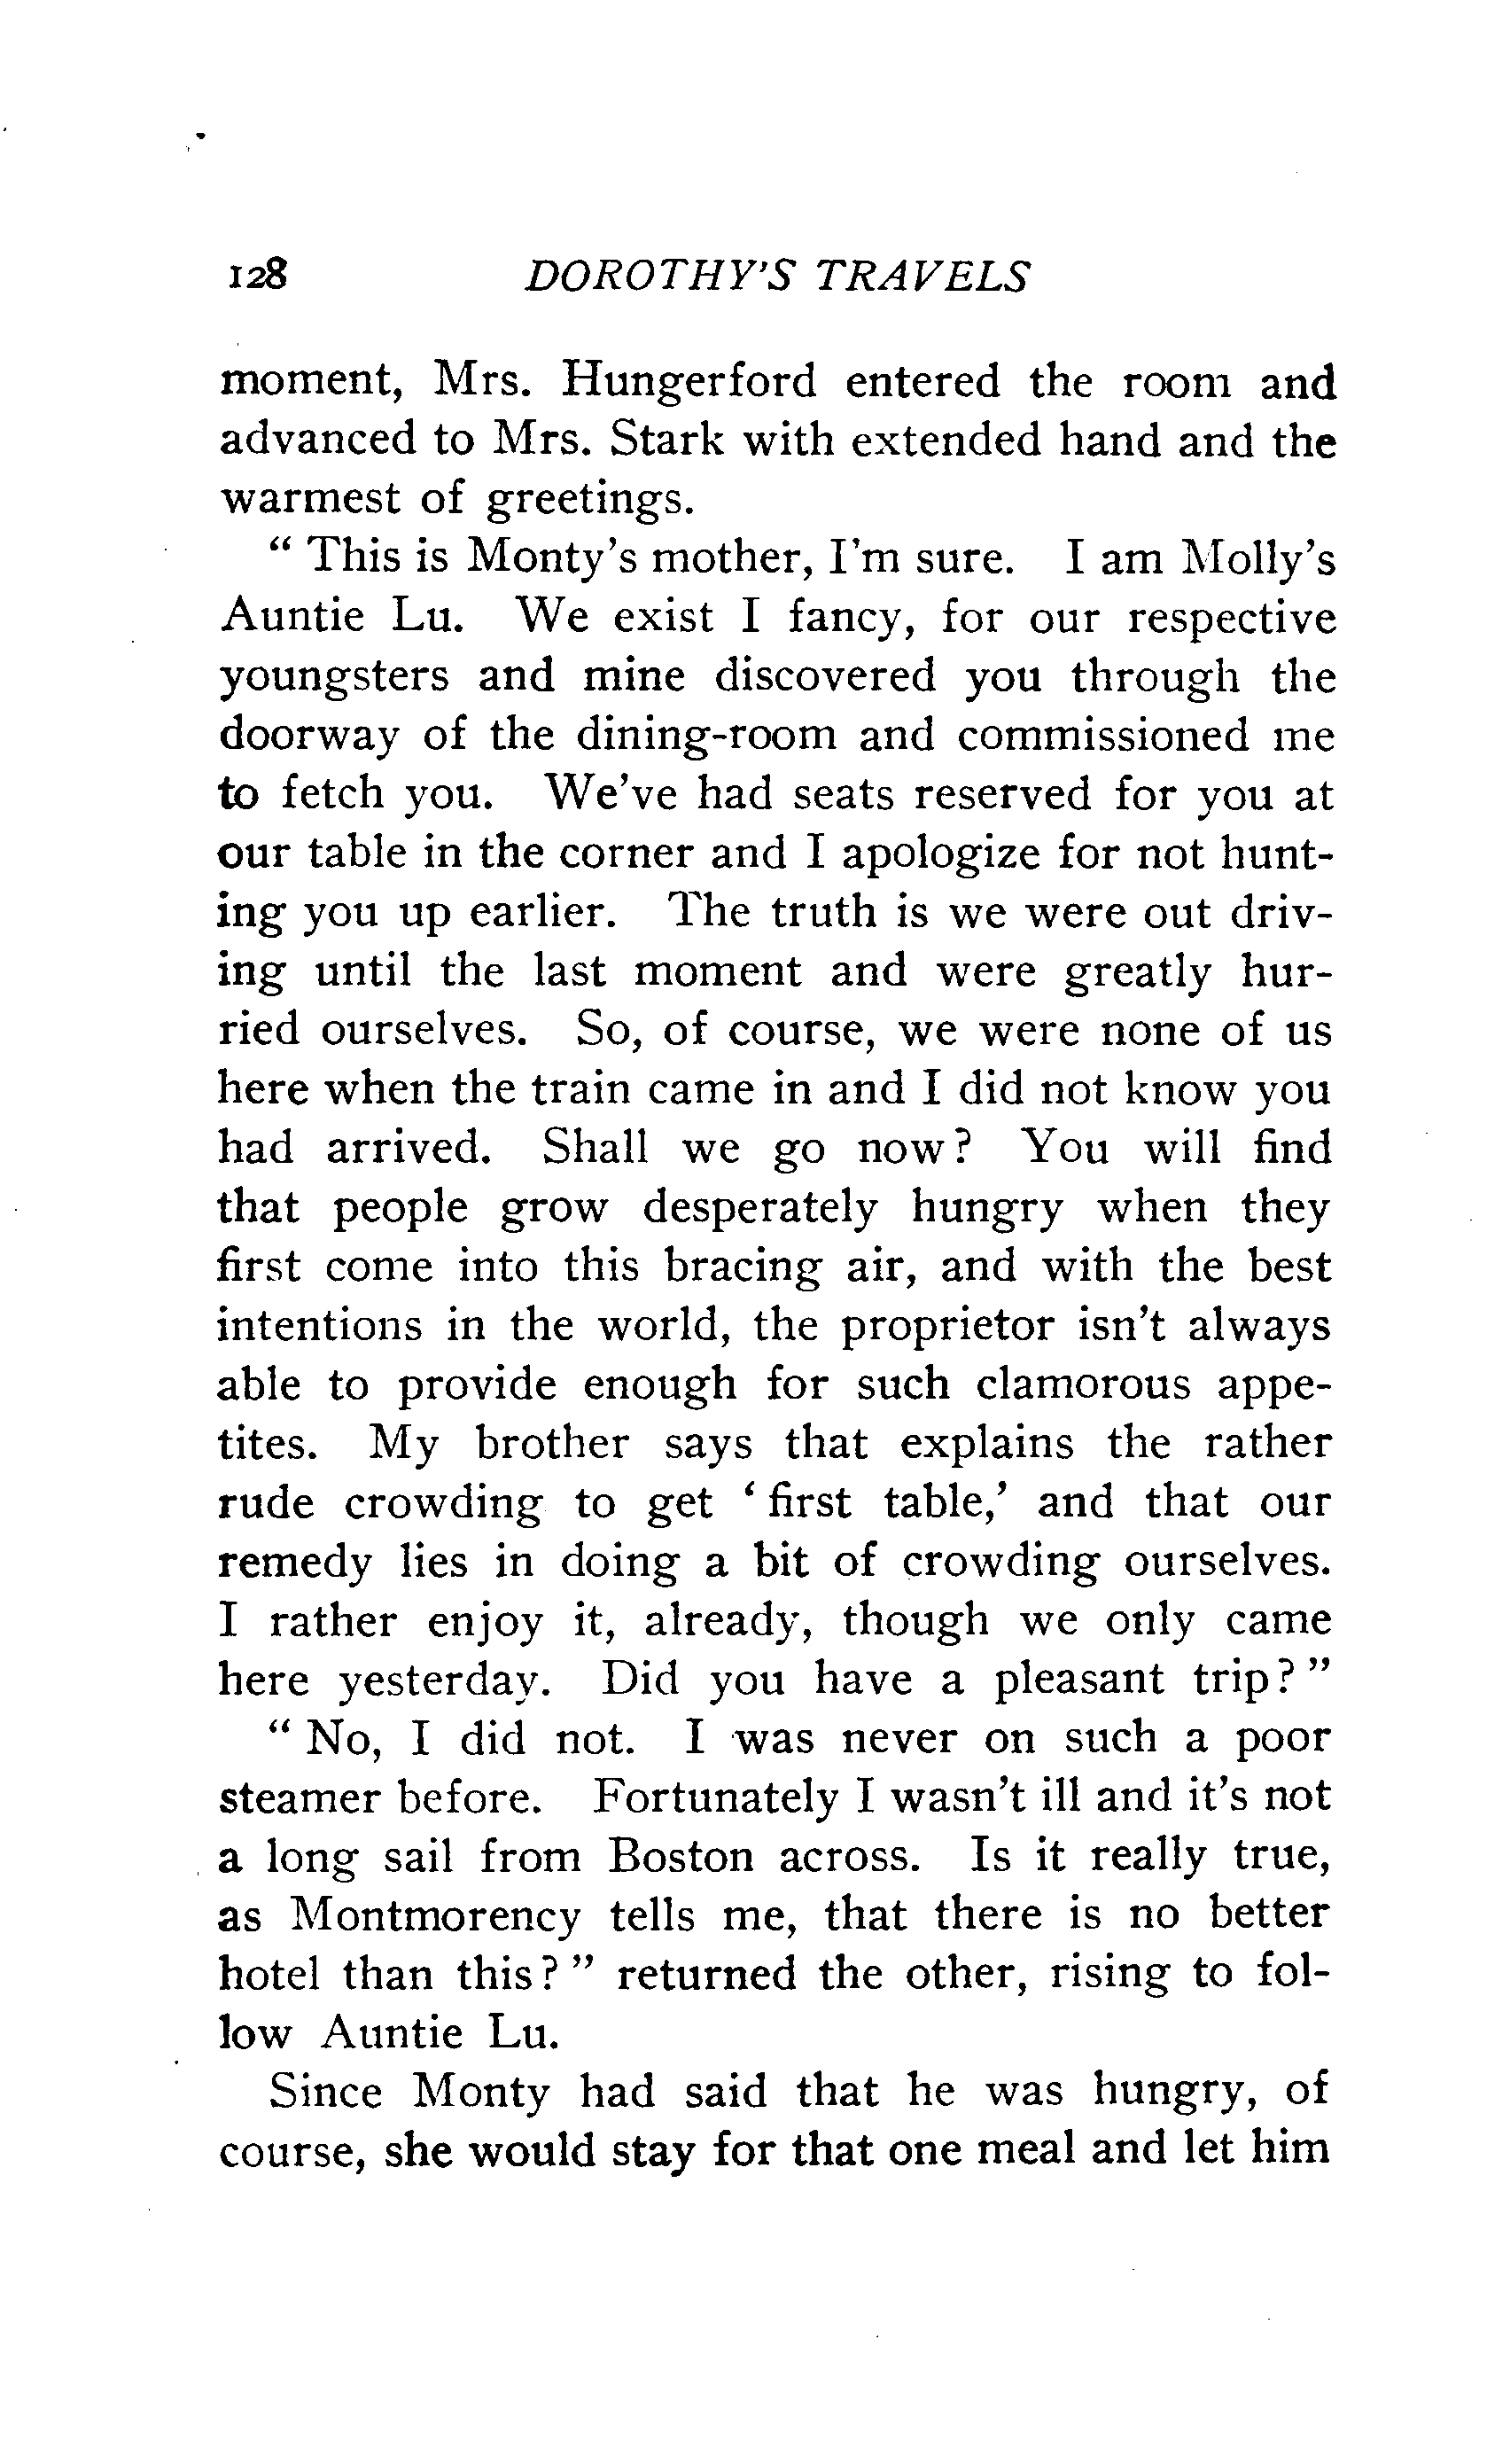 128 DOROTHY'S TRAVELS
moment, Mrs. Hungerford entered the room and
advanced to Mrs. Stark with extended hand and the
warmest of greetings.
" This is Monty's mother, I'm sure. I am Molly's
Auntie Lu. We exist I fancy, for our respective
youngsters and mine discovered you through the
doorway of the dining-room and commissioned me
to fetch you. We've had seats reserved for you at
our table in the corner and I apologize for not hunt-
ing you up earlier. The truth is we were out driv-
ing until the last moment and were greatly hur-
ried ourselves. So, of course, we were none of us
here when the train came in and I did not know you
had arrived. Shall we go now? You will find
that people grow desperately hungry when they
first come into this bracing air, and with the best
intentions in the world, the proprietor isn't always
able to provide enough for such clamorous appe-
tites. My brother says that explains the rather
rude crowding to get ' first table,' and that our
remedy lies in doing a bit of crowding ourselves.
I rather enjoy it, already, though we only came
here yesterday. Did you have a pleasant trip? "
" No, I did not. I was never on such a poor
steamer before. Fortunately I wasn't ill and it's not
a long sail from Boston across. Is it really true,
as Montmorency tells me, that there is no better
hotel than this? " returned the other, rising to fol-
low Auntie Lu.
Since Monty had said that he was hungry, of
course, she would stay for that one meal and let him